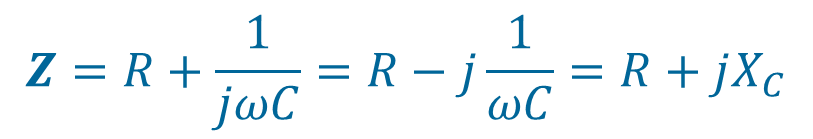 Z = R + 1/(jωC) = R − j 1/(ωC) = R + jX_C